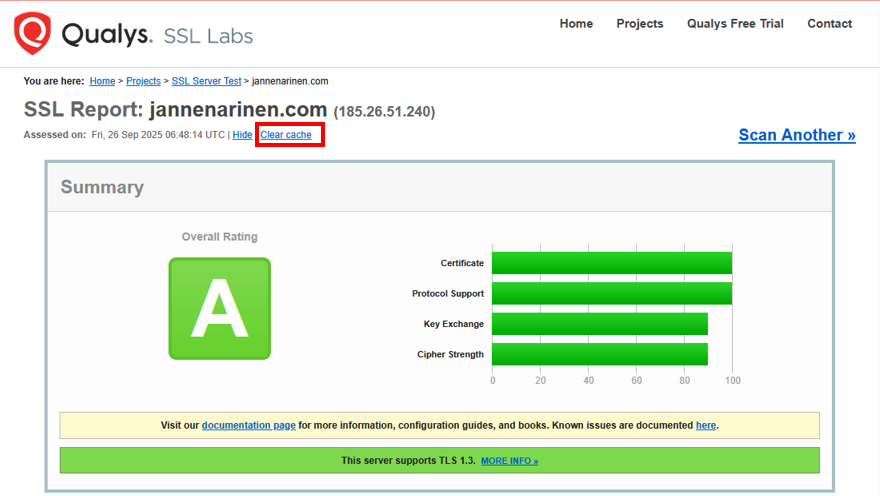 Qualys. SSL Labs
Home Projects Qualys Free Trial Contact
You are here: Home > Projects > SSL Server Test > jannenarinen.com
SSL Report: jannenarinen.com (185.26.51.240)
Assessed on: Fri, 26 Sep 2025 06:48:14 UTC | Hide Clear cache
Scan Another »
Summary
Overall Rating
A
Certificate
Protocol Support
Key Exchange
Cipher Strength
0 20 40 60 80 100
Visit our documentation page for more information, configuration guides, and books. Known issues are documented here.
This server supports TLS 1.3. MORE INFO »